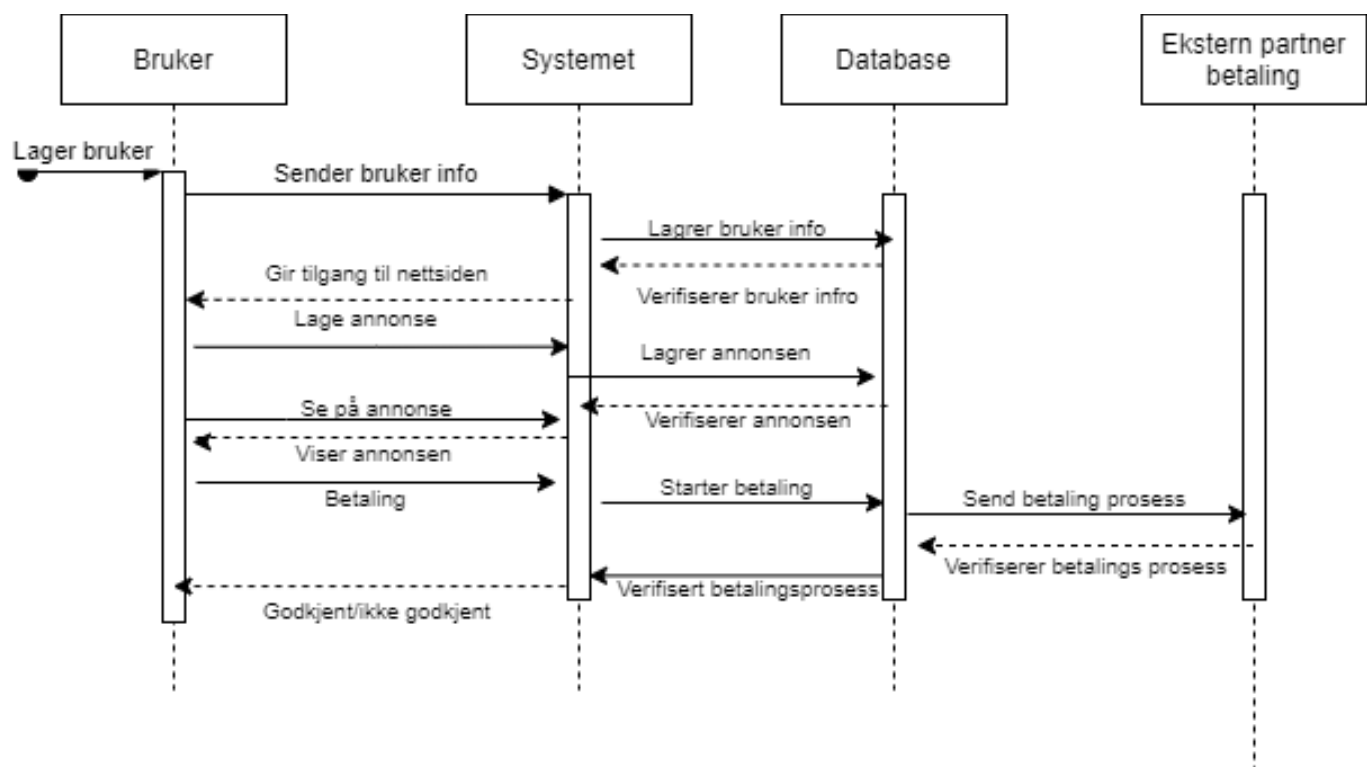 Bruker
Systemet
Database
Ekstern partner
betaling
Lager bruker
Sender bruker info
Lagrer bruker info
Gir tilgang til nettsiden
Verifiserer bruker infro
Lage annonse
Lagrer annonsen
Se på annonse
Verifiserer annonsen
Viser annonsen
Starter betaling
Betaling
Send betaling prosess
Verifiserer betalings prosess
Verifisert betalingsprosess
Godkjent/ikke godkjent